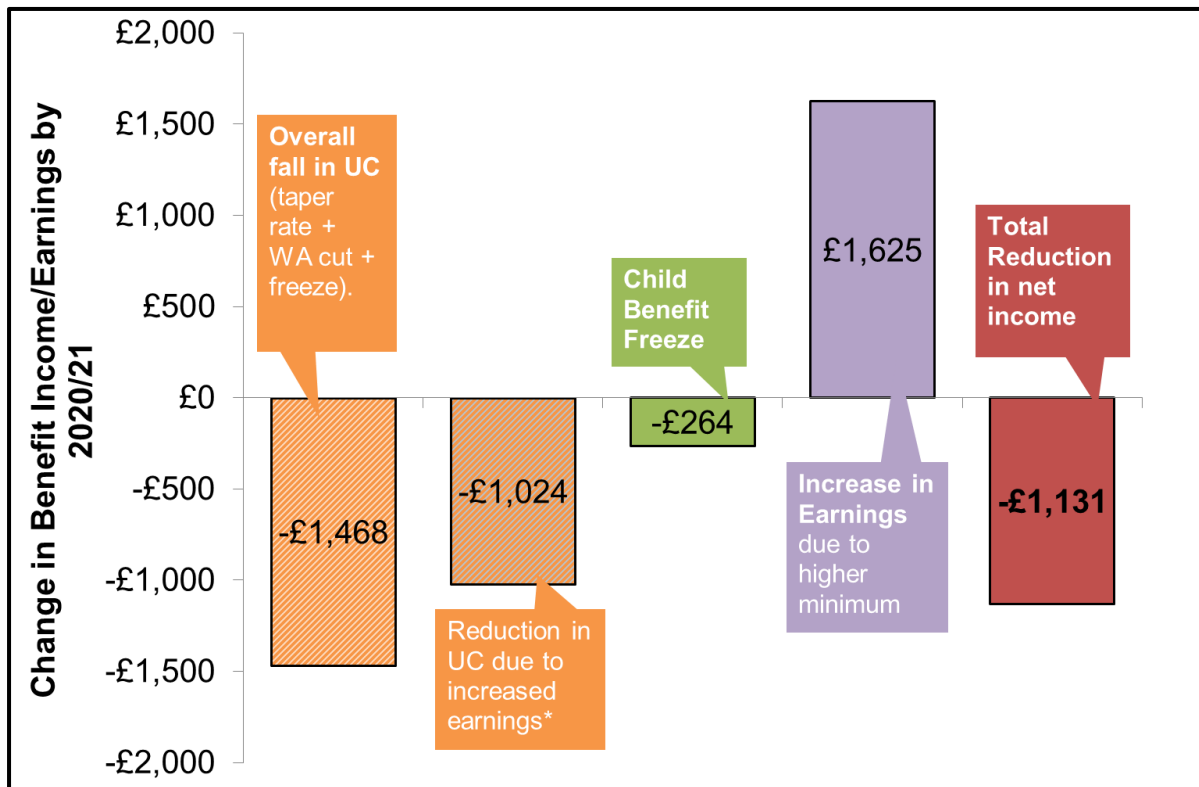 Change in Benefit Income/Earnings by
2020/21
£2,000
£1,500
£1,000
£500
£0
-£500
-£1,000
-£1,500
-£2,000
Overall
fall in UC
(taper
rate +
WA cut +
freeze).
-£1,468
-£1,024
Reduction in
UC due to
increased
earnings*
Child
Benefit
Freeze
-£264
£1,625
Increase in
Earnings
due to
higher
minimum
Total
Reduction
in net
income
-£1,131